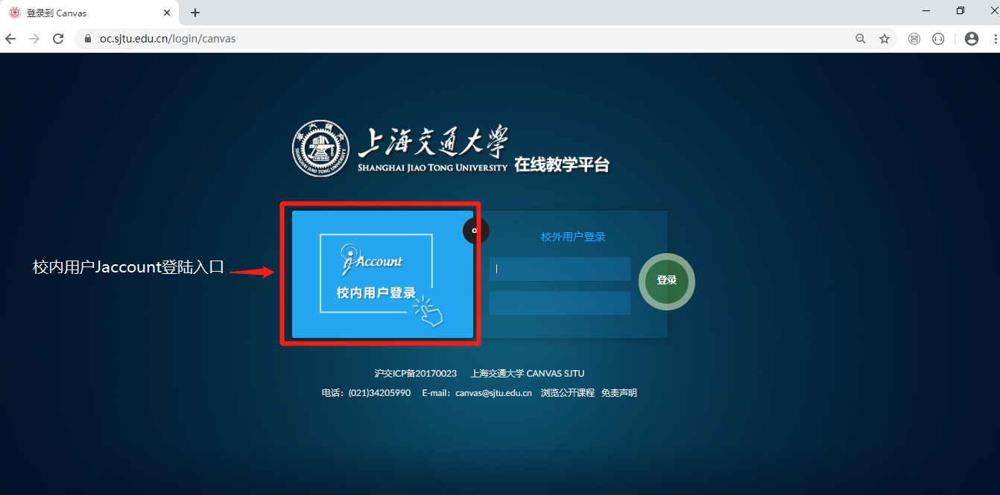 登录到 Canvas
oc.sjtu.edu.cn/login/canvas
上海交通大学
SHANGHAI JIAO TONG UNIVERSITY
在线教学平台
校内用户Jaccount登陆入口
jAccount
校内用户登录
校外用户登录
登录
沪交ICP备20170023 上海交通大学 CANVAS SJTU
电话：(021)34205990 E-mail：canvas@sjtu.edu.cn 浏览公开课程 免责声明